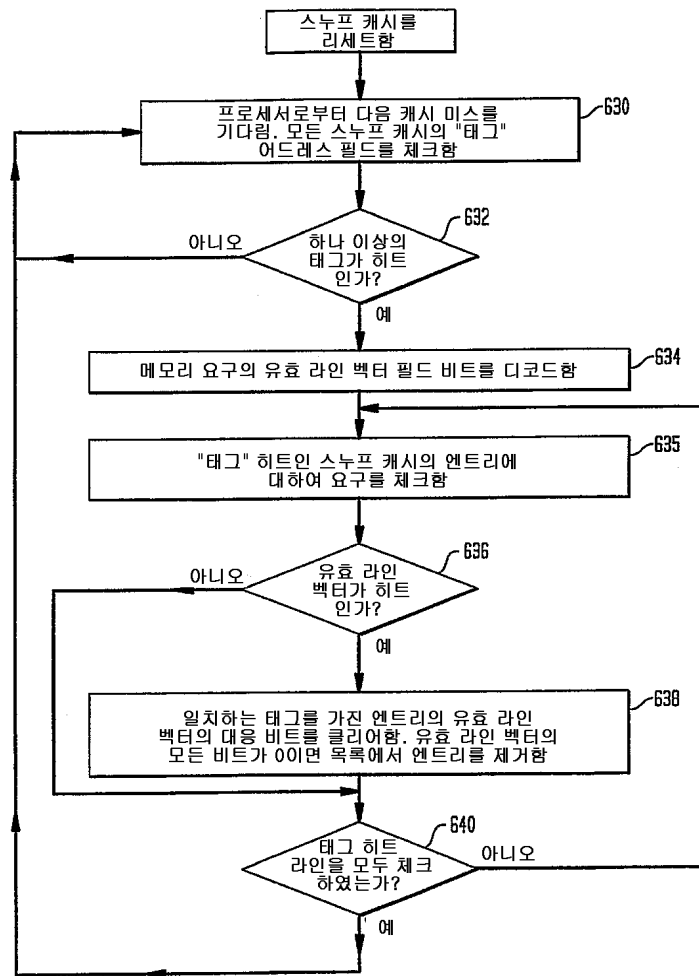 스누프 캐시를
리세트함
프로세서로부터 다음 캐시 미스를
기다림. 모든 스누프 캐시의 "태그"
어드레스 필드를 체크함
630
하나 이상의
태그가 히트
인가?
632
아니오
예
메모리 요구의 유효 라인 벡터 필드 비트를 디코드함
634
"태그" 히트인 스누프 캐시의 엔트리에
대하여 요구를 체크함
635
유효 라인
벡터가 히트
인가?
636
아니오
예
일치하는 태그를 가진 엔트리의 유효 라인
벡터의 대응 비트를 클리어함. 유효 라인 벡터의
모든 비트가 0이면 목록에서 엔트리를 제거함
638
태그 히트
라인을 모두 체크
하였는가?
640
아니오
예